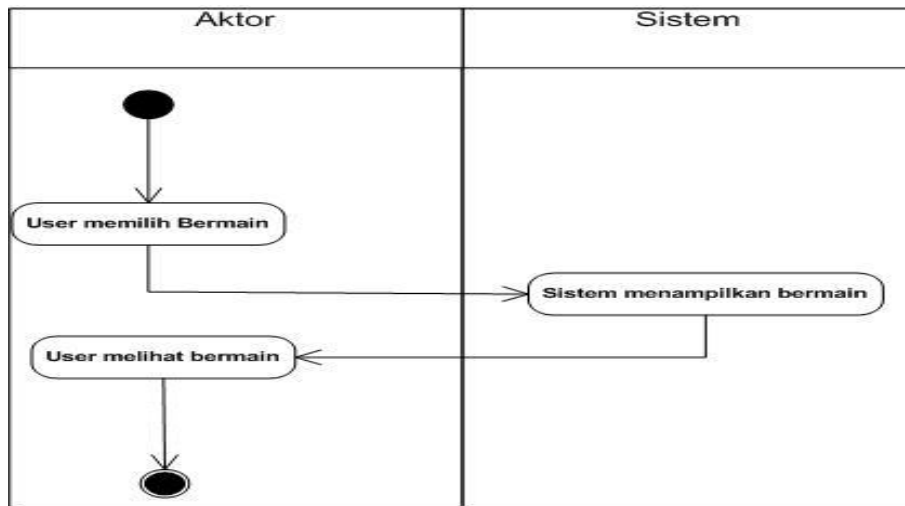 Aktor
Sistem
User memilih Bermain
Sistem menampilkan bermain
User melihat bermain